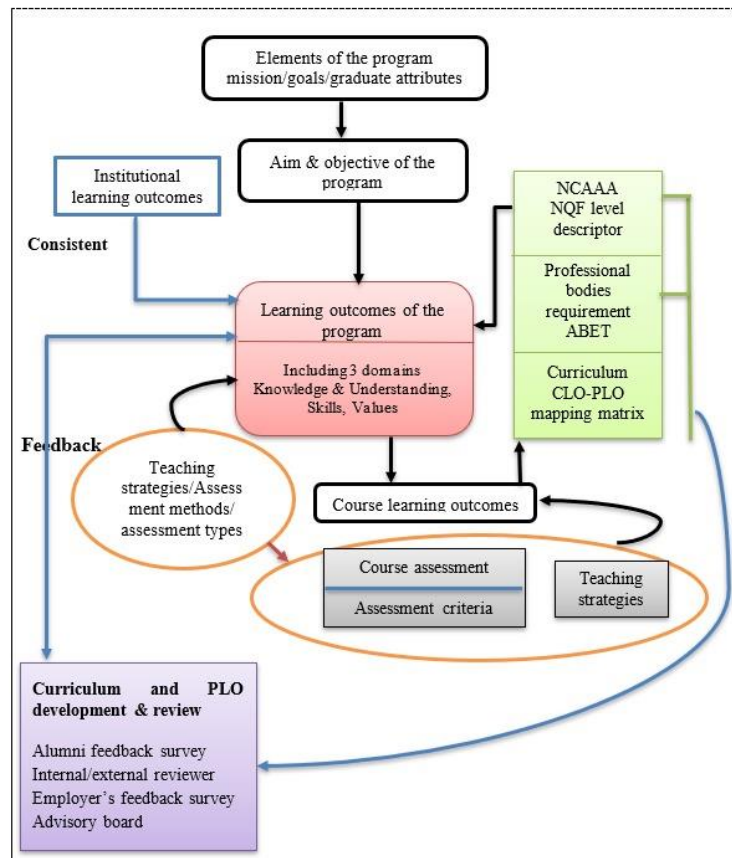 Elements of the program
mission/goals/graduate attributes
Aim & objective of the
program
Institutional
learning outcomes
NCAAA
NQF level
descriptor
Consistent
Professional
bodies
requirement
ABET
Learning outcomes of the
program
Including 3 domains
Knowledge & Understanding,
Skills, Values
Curriculum
CLO-PLO
mapping matrix
Feedback
Teaching
strategies/Assess
ment methods/
assessment types
Course learning outcomes
Course assessment
Assessment criteria
Teaching
strategies
Curriculum and PLO
development & review
Alumni feedback survey
Internal/external reviewer
Employer’s feedback survey
Advisory board